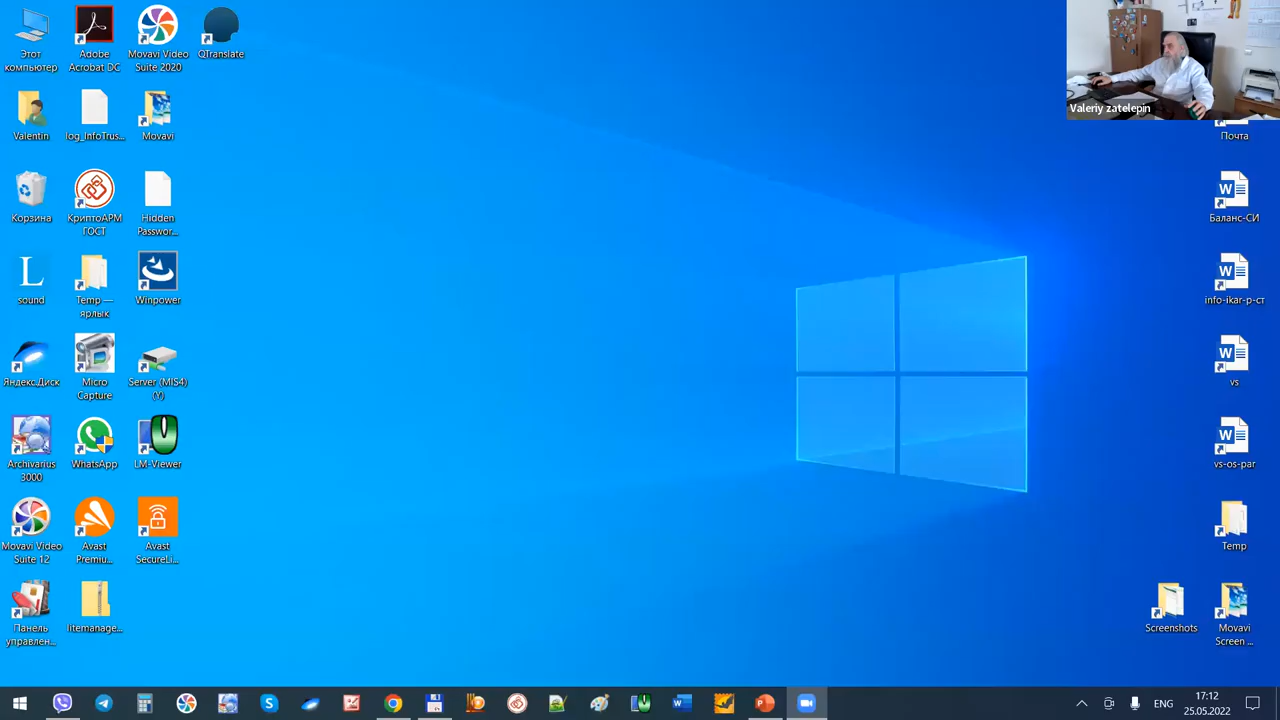 Этот
компьютер
Adobe
Acrobat DC
Movavi Video
Suite 2020
QTranslate
Valeriy zatelepin
Valentin
log_InfoTrus...
Movavi
Почта
Корзина
КриптоАРМ
ГОСТ
Hidden
Passwor...
Баланс-СИ
sound
Temp —
ярлык
Winpower
info-ikar-р-ст
Яндекс.Диск
Micro
Capture
Server (MIS4)
(Y)
vs
Archivarius
3000
WhatsApp
LM-Viewer
vs-os-par
Movavi Video
Suite 12
Avast
Premiu...
Avast
SecureLi...
Temp
Панель
управлен...
litemanage...
Screenshots
Movavi
Screen ...
ENG
17:12
25.05.2022